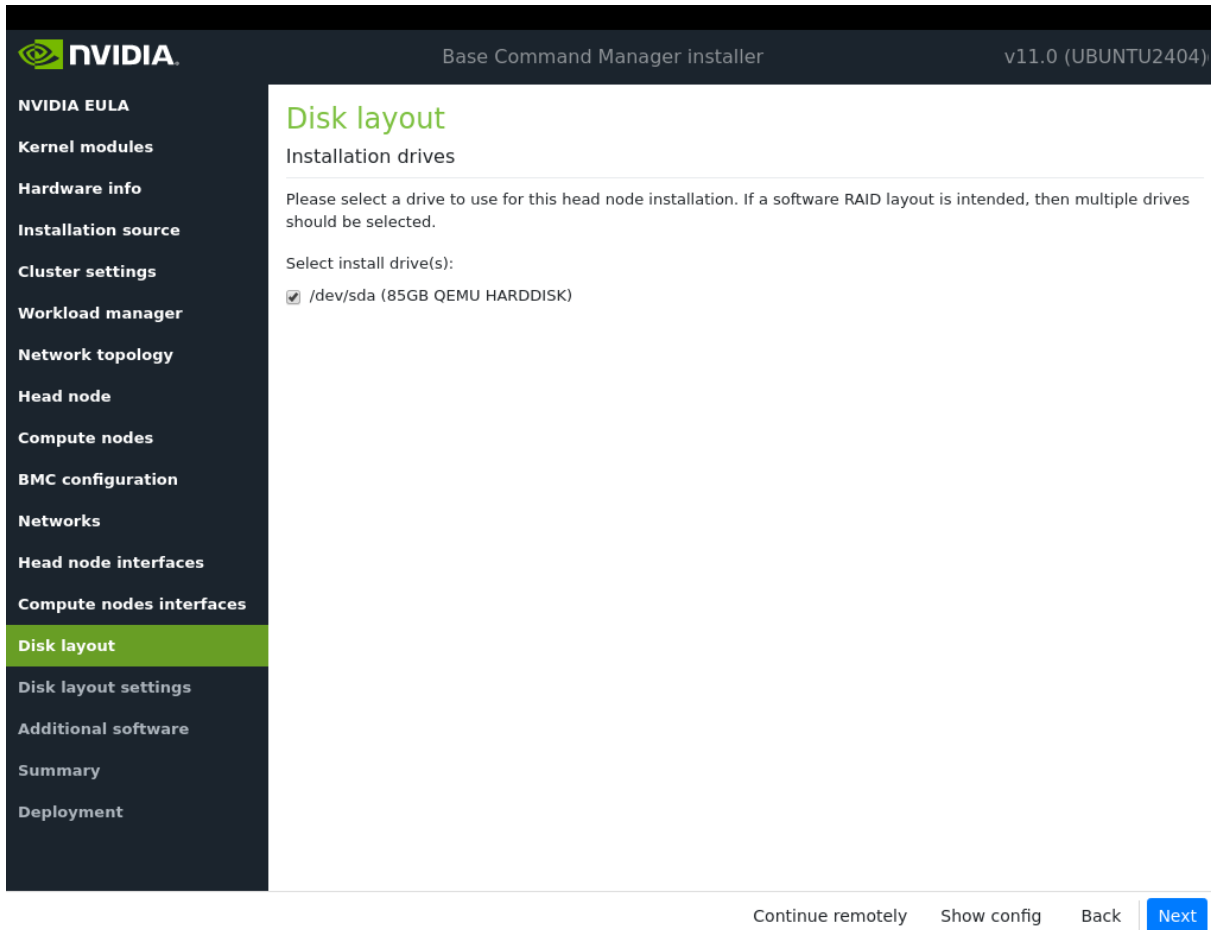 NVIDIA.
Base Command Manager installer
v11.0 (UBUNTU2404)
NVIDIA EULA
Kernel modules
Hardware info
Installation source
Cluster settings
Workload manager
Network topology
Head node
Compute nodes
BMC configuration
Networks
Head node interfaces
Compute nodes interfaces
Disk layout
Disk layout settings
Additional software
Summary
Deployment
Disk layout
Installation drives
Please select a drive to use for this head node installation. If a software RAID layout is intended, then multiple drives
should be selected.
Select install drive(s):
/dev/sda (85GB QEMU HARDDISK)
Continue remotely
Show config
Back
Next